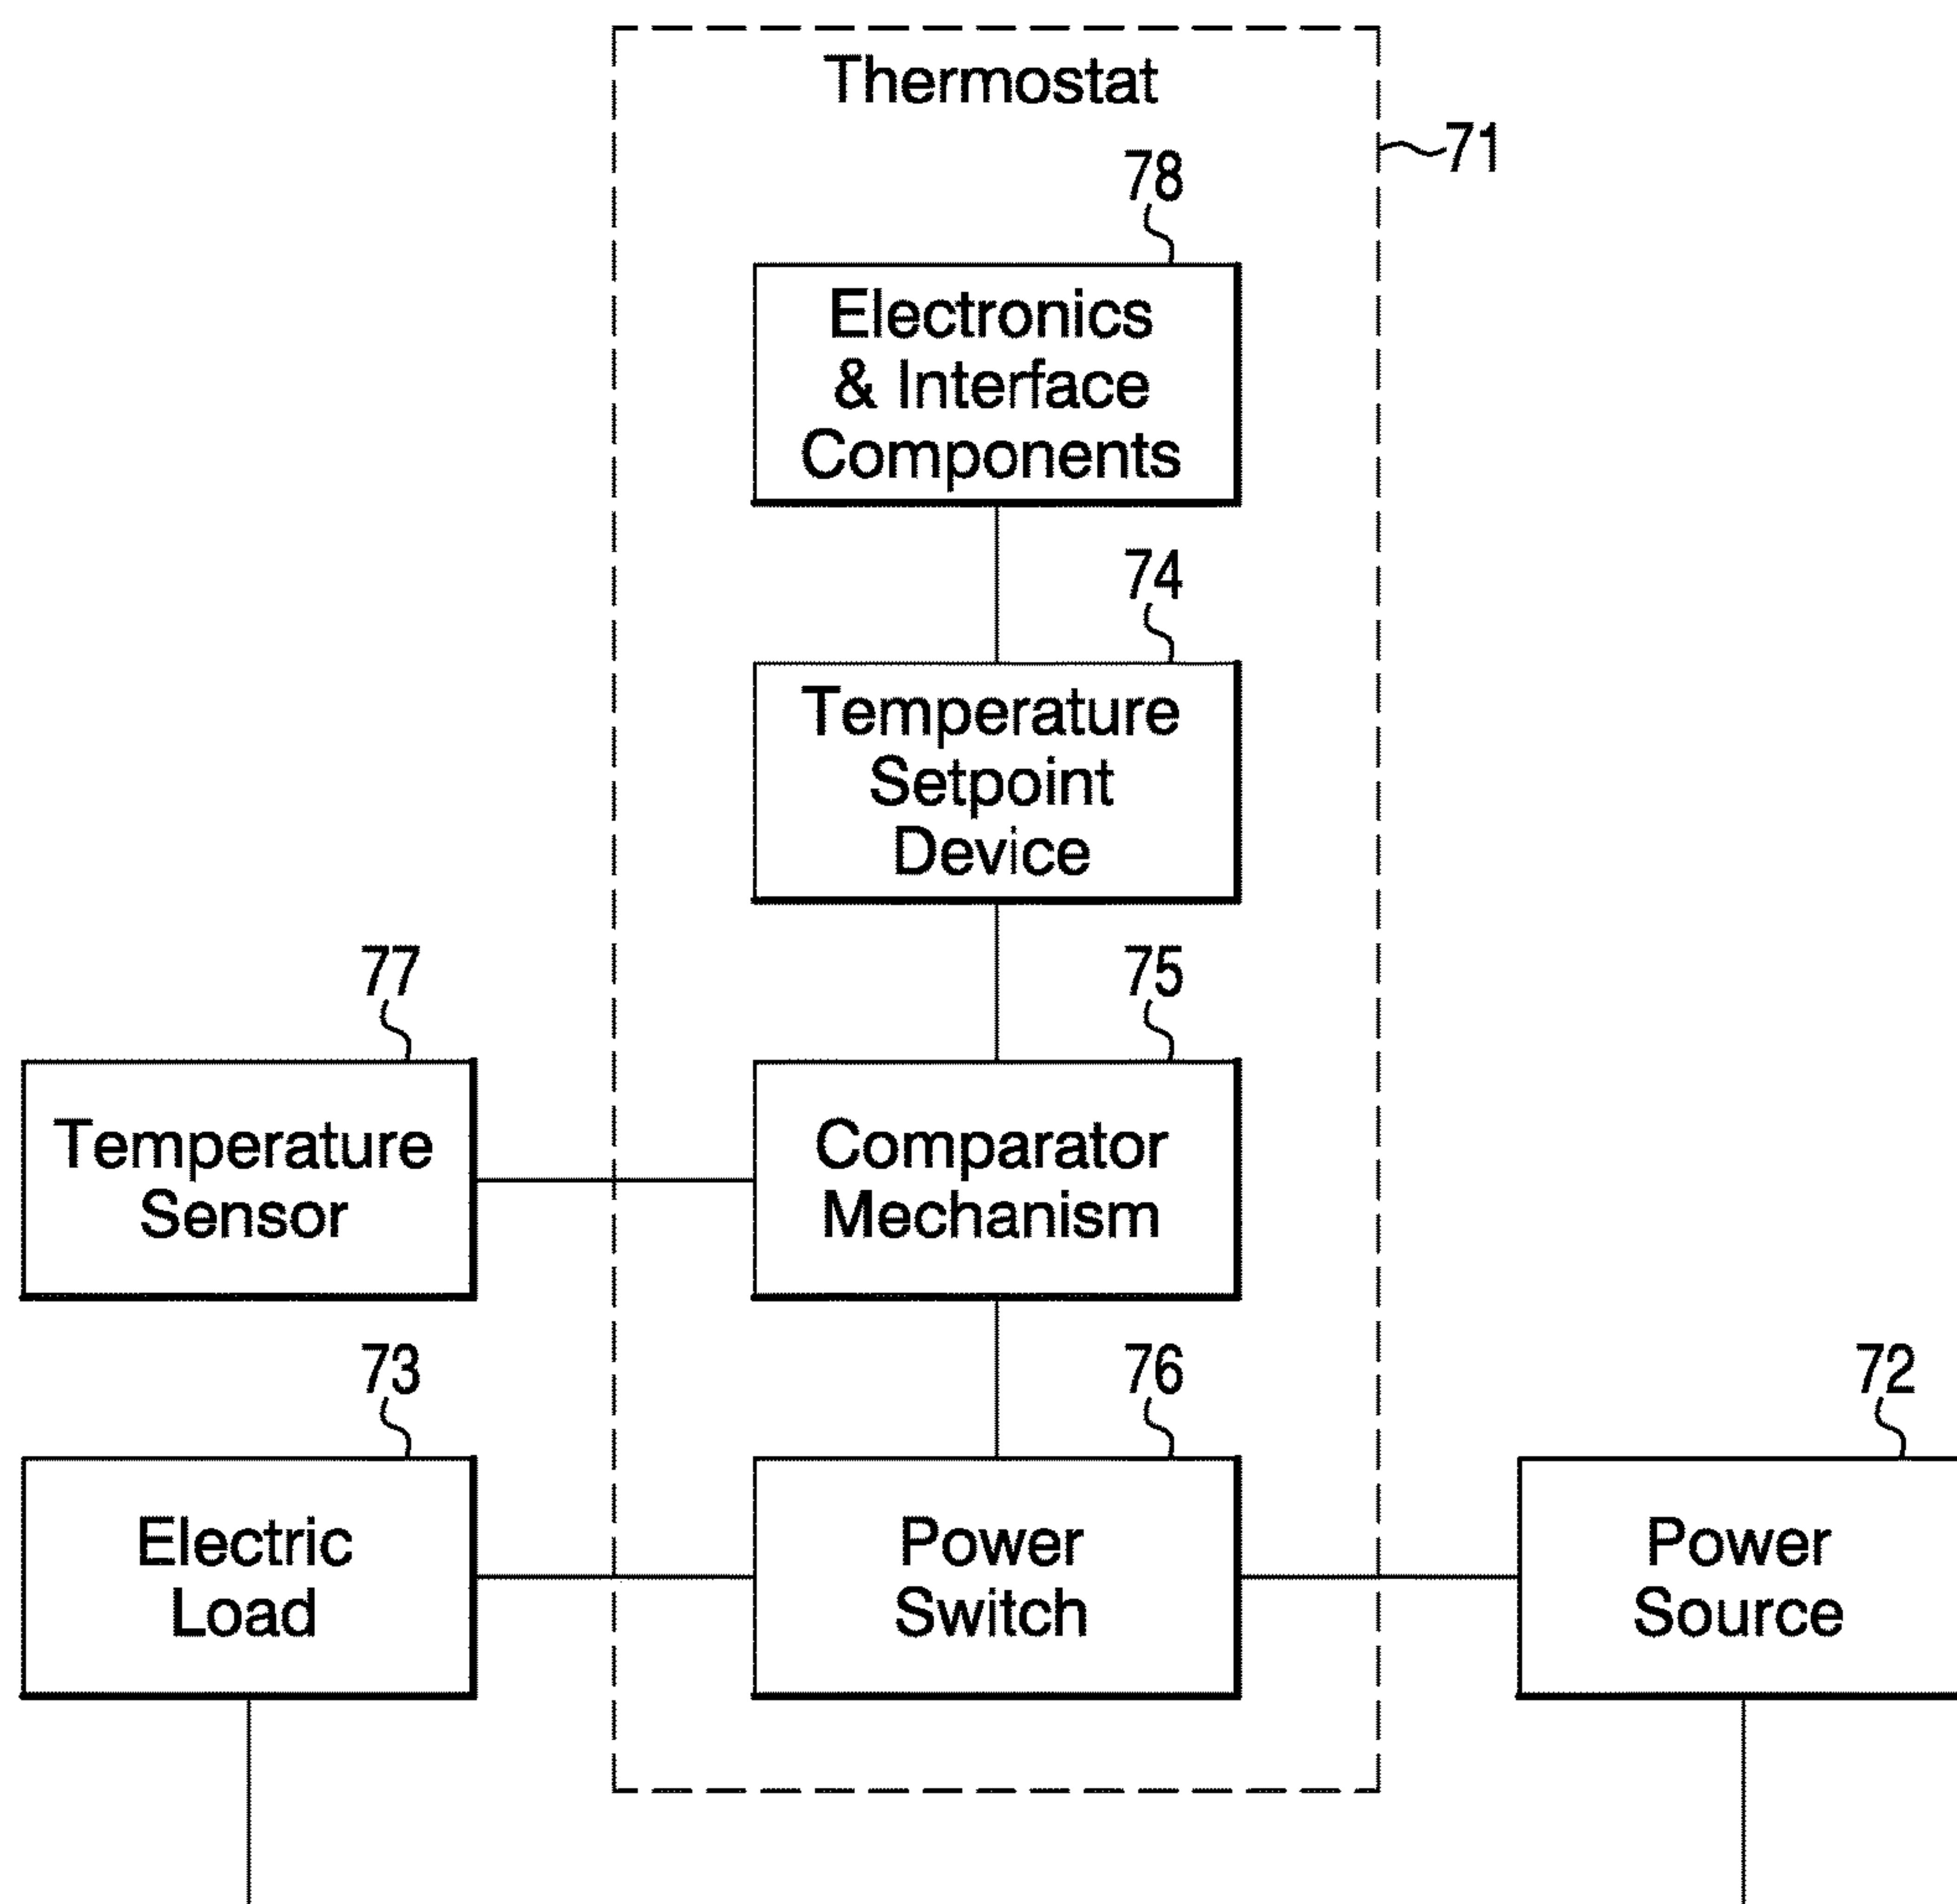 Thermostat
71
78
Electronics
& Interface
Components
74
Temperature
Setpoint
Device
77
75
Temperature
Sensor
Comparator
Mechanism
73
76
72
Electric
Load
Power
Switch
Power
Source